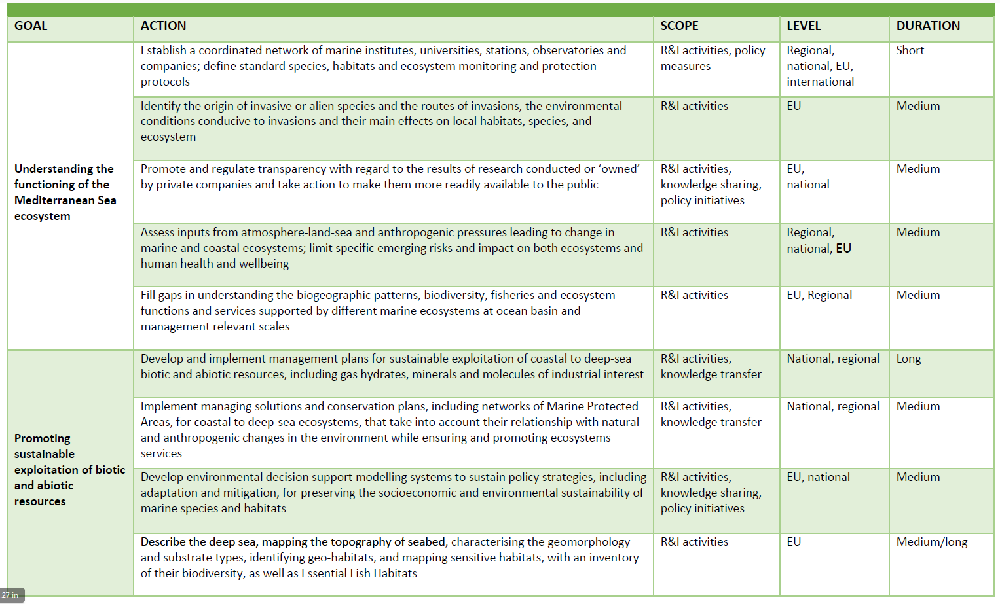 GOAL
ACTION
SCOPE
LEVEL
DURATION
Understanding the
functioning of the
Mediterranean Sea
ecosystem
Establish a coordinated network of marine institutes, universities, stations, observatories and
companies; define standard species, habitats and ecosystem monitoring and protection
protocols
R&I activities, policy
measures
Regional,
national, EU,
international
Short
Identify the origin of invasive or alien species and the routes of invasions, the environmental
conditions conducive to invasions and their main effects on local habitats, species, and
ecosystem
R&I activities
EU
Medium
Promote and regulate transparency with regard to the results of research conducted or ‘owned’
by private companies and take action to make them more readily available to the public
R&I activities,
knowledge sharing,
policy initiatives
EU,
national
Medium
Assess inputs from atmosphere-land-sea and anthropogenic pressures leading to change in
marine and coastal ecosystems; limit specific emerging risks and impact on both ecosystems and
human health and wellbeing
R&I activities
Regional,
national, EU
Medium
Fill gaps in understanding the biogeographic patterns, biodiversity, fisheries and ecosystem
functions and services supported by different marine ecosystems at ocean basin and
management relevant scales
R&I activities
EU, Regional
Medium
Promoting
sustainable
exploitation of biotic
and abiotic
resources
Develop and implement management plans for sustainable exploitation of coastal to deep-sea
biotic and abiotic resources, including gas hydrates, minerals and molecules of industrial interest
R&I activities,
knowledge transfer
National, regional
Long
Implement managing solutions and conservation plans, including networks of Marine Protected
Areas, for coastal to deep-sea ecosystems, that take into account their relationship with natural
and anthropogenic changes in the environment while ensuring and promoting ecosystems
services
R&I activities,
knowledge transfer
National, regional
Medium
Develop environmental decision support modelling systems to sustain policy strategies, including
adaptation and mitigation, for preserving the socioeconomic and environmental sustainability of
marine species and habitats
R&I activities,
knowledge sharing,
policy initiatives
EU, national
Medium
Describe the deep sea, mapping the topography of seabed, characterising the geomorphology
and substrate types, identifying geo-habitats, and mapping sensitive habitats, with an inventory
of their biodiversity, as well as Essential Fish Habitats
R&I activities
EU
Medium/long
.27 in